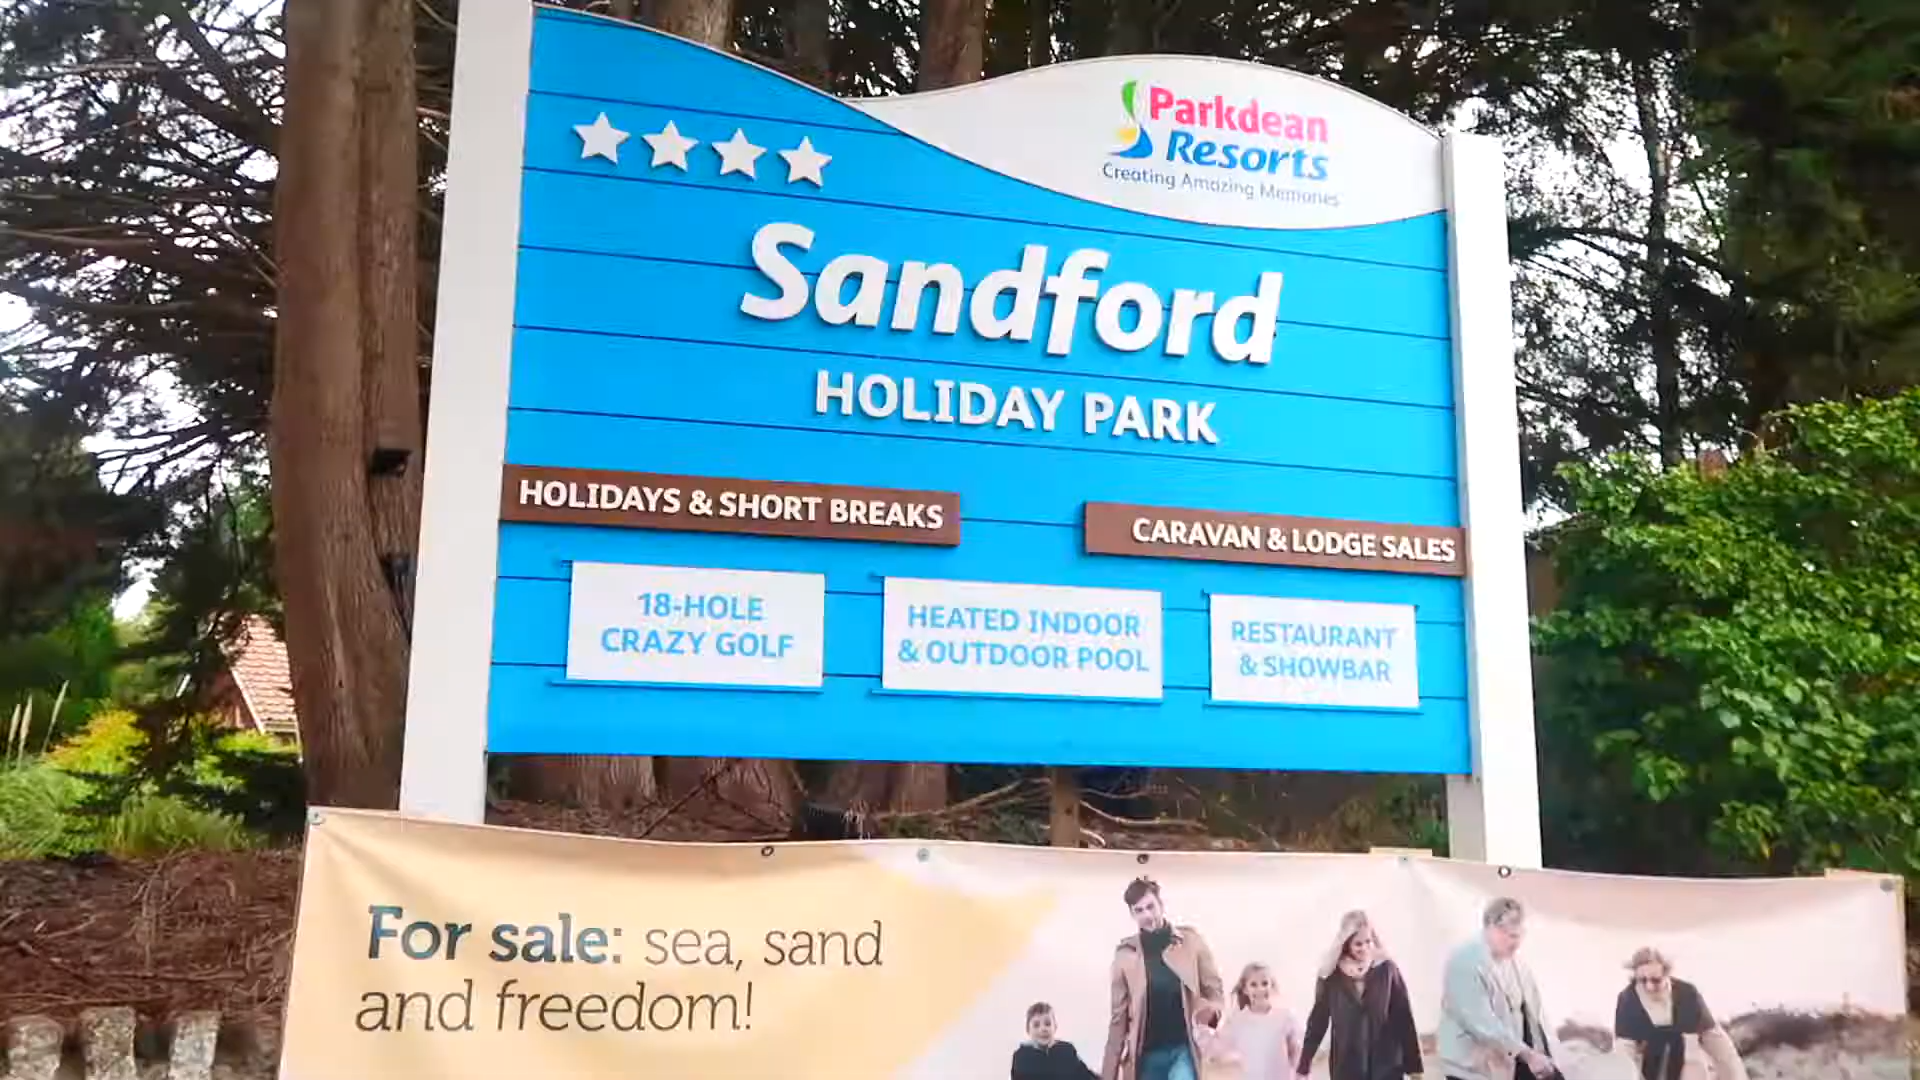 Parkdean
Resorts
Creating Amazing Memories
Sandford
HOLIDAY PARK
HOLIDAYS & SHORT BREAKS
CARAVAN & LODGE SALES
18-HOLE
CRAZY GOLF
HEATED INDOOR
& OUTDOOR POOL
RESTAURANT
& SHOWBAR
For sale: sea, sand
and freedom!